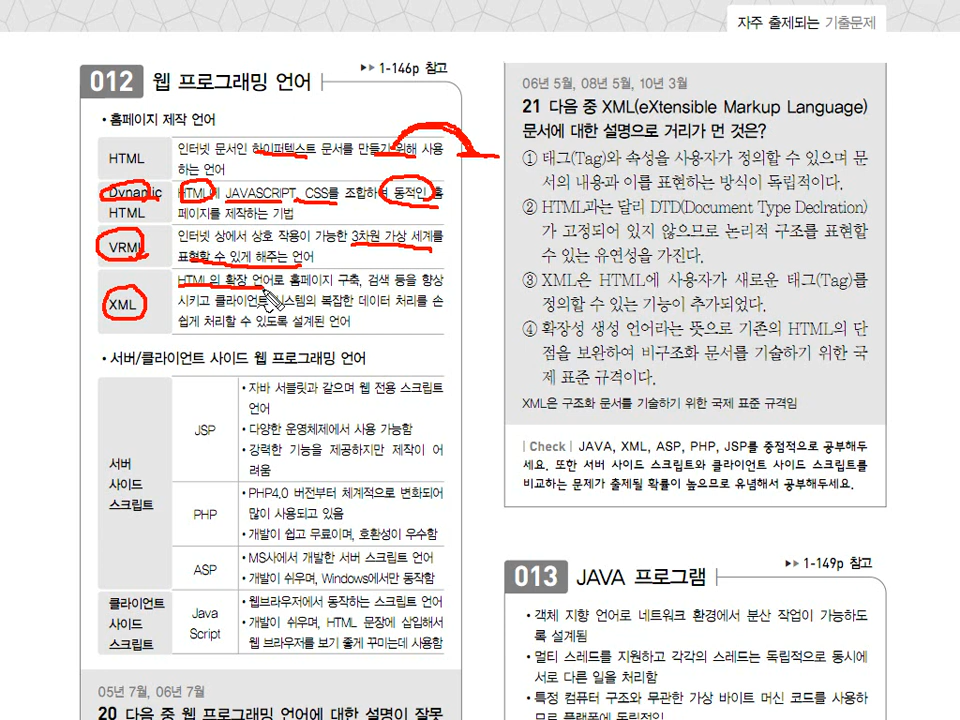 자주 출제되는 기출문제
012 웹 프로그래밍 언어
▶▶ 1-146p 참고
• 홈페이지 제작 언어
HTML
인터넷 문서인 하이퍼텍스트 문서를 만들기 위해 사용
하는 언어
Dynamic
HTML
HTML에 JAVASCRIPT, CSS를 조합하여 동적인 홈
페이지를 제작하는 기법
VRML
인터넷 상에서 상호 작용이 가능한 3차원 가상 세계를
표현할 수 있게 해주는 언어
XML
HTML의 확장 언어로 홈페이지 구축, 검색 등을 향상
시키고 클라이언트 시스템의 복잡한 데이터 처리를 손
쉽게 처리할 수 있도록 설계된 언어
• 서버/클라이언트 사이드 웹 프로그래밍 언어
서버
사이드
스크립트
JSP
• 자바 서블릿과 같으며 웹 전용 스크립트
언어
• 다양한 운영체제에서 사용 가능함
• 강력한 기능을 제공하지만 제작이 어
려움
PHP
• PHP4.0 버전부터 체계적으로 변화되어
많이 사용되고 있음
• 개발이 쉽고 무료이며, 호환성이 우수함
ASP
• MS사에서 개발한 서버 스크립트 언어
• 개발이 쉬우며, Windows에서만 동작함
클라이언트
사이드
스크립트
Java
Script
• 웹브라우저에서 동작하는 스크립트 언어
• 개발이 쉬우며, HTML 문장에 삽입해서
웹 브라우저를 보기 좋게 꾸미는데 사용함
05년 7월, 06년 7월
20 다음 중 웹 프로그래밍 언어에 대한 설명이 잘못
06년 5월, 08년 5월, 10년 3월
21 다음 중 XML(eXtensible Markup Language)
문서에 대한 설명으로 거리가 먼 것은?
① 태그(Tag)와 속성을 사용자가 정의할 수 있으며 문
서의 내용과 이를 표현하는 방식이 독립적이다.
② HTML과는 달리 DTD(Document Type Declration)
가 고정되어 있지 않으므로 논리적 구조를 표현할
수 있는 유연성을 가진다.
③ XML은 HTML에 사용자가 새로운 태그(Tag)를
정의할 수 있는 기능이 추가되었다.
④ 확장성 생성 언어라는 뜻으로 기존의 HTML의 단
점을 보완하여 비구조화 문서를 기술하기 위한 국
제 표준 규격이다.
XML은 구조화 문서를 기술하기 위한 국제 표준 규격임
| Check | JAVA, XML, ASP, PHP, JSP를 중점적으로 공부해두
세요. 또한 서버 사이드 스크립트와 클라이언트 사이드 스크립트를
비교하는 문제가 출제될 확률이 높으므로 유념해서 공부해두세요.
013 JAVA 프로그램
▶▶ 1-149p 참고
• 객체 지향 언어로 네트워크 환경에서 분산 작업이 가능하도
록 설계됨
• 멀티 스레드를 지원하고 각각의 스레드는 독립적으로 동시에
서로 다른 일을 처리함
• 특정 컴퓨터 구조와 무관한 가상 바이트 머신 코드를 사용하
므로 플랫폼에 독립적임